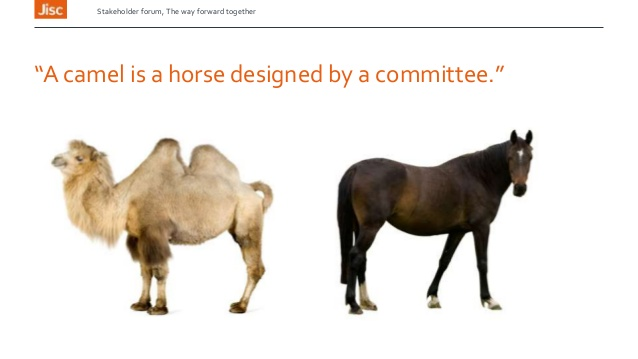 Jisc
Stakeholder forum, The way forward together
“A camel is a horse designed by a committee.”